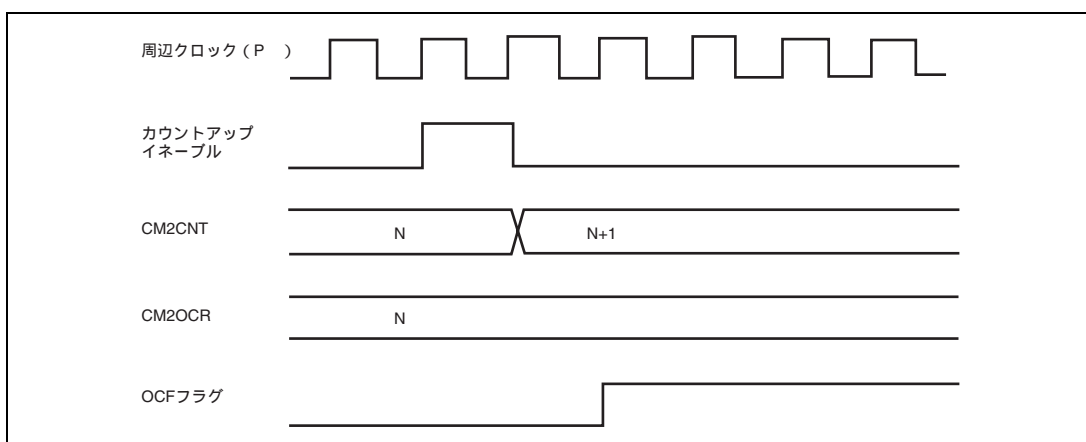 周辺クロック（P　）
カウントアップ
イネーブル
CM2CNT
N
N+1
CM2OCR
N
OCFフラグ